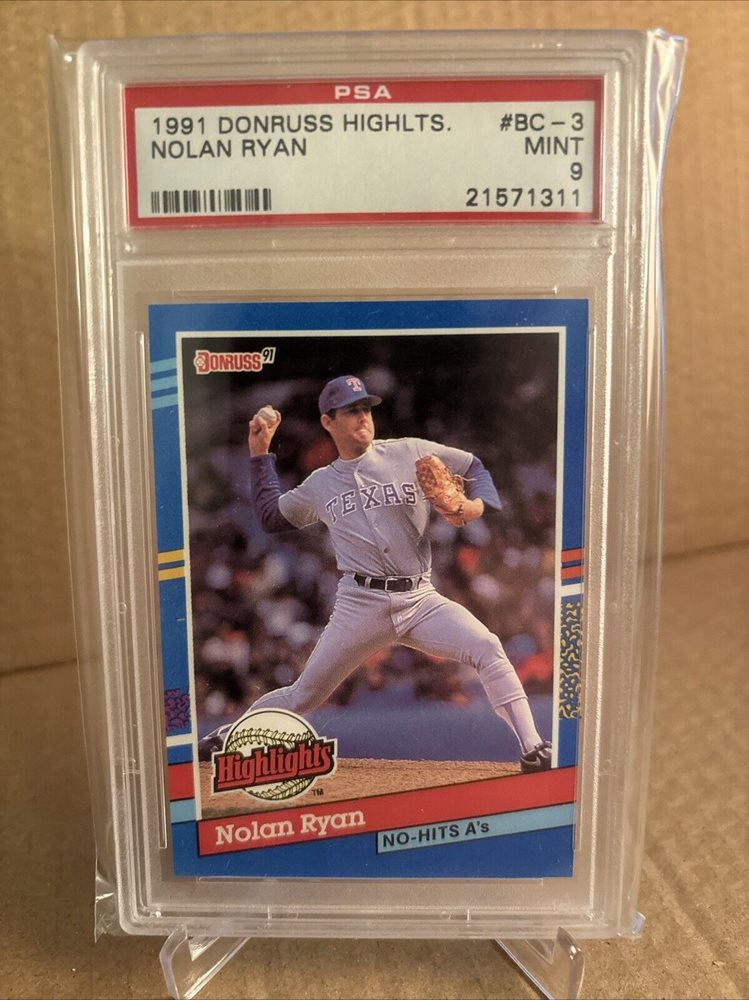 PSA
1991 DONRUSS HIGHLTS. #BC-3
NOLAN RYAN MINT
9
21571311
DONRUSS 91
T
TEXAS
Highlights
TM
Nolan Ryan
NO-HITS A's